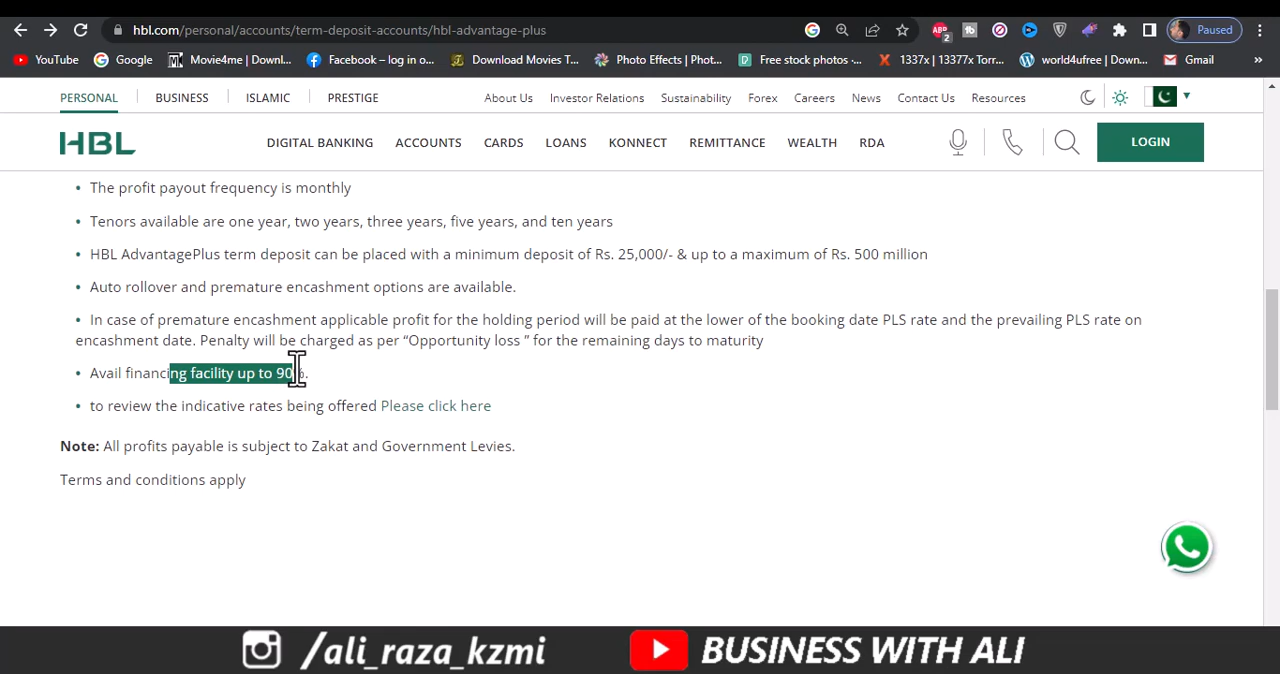 hbl.com/personal/accounts/term-deposit-accounts/hbl-advantage-plus
Paused
YouTube Google Movie4me | Downl... Facebook – log in o... Download Movies T... Photo Effects | Phot... Free stock photos -... 1337x | 13377x Torr... world4ufree | Down... Gmail »
PERSONAL BUSINESS ISLAMIC PRESTIGE About Us Investor Relations Sustainability Forex Careers News Contact Us Resources
HBL DIGITAL BANKING ACCOUNTS CARDS LOANS KONNECT REMITTANCE WEALTH RDA LOGIN
• The profit payout frequency is monthly
• Tenors available are one year, two years, three years, five years, and ten years
• HBL AdvantagePlus term deposit can be placed with a minimum deposit of Rs. 25,000/- & up to a maximum of Rs. 500 million
• Auto rollover and premature encashment options are available.
• In case of premature encashment applicable profit for the holding period will be paid at the lower of the booking date PLS rate and the prevailing PLS rate on
encashment date. Penalty will be charged as per “Opportunity loss ” for the remaining days to maturity
• Avail financing facility up to 90%.
• to review the indicative rates being offered Please click here
Note: All profits payable is subject to Zakat and Government Levies.
Terms and conditions apply
/ali_raza_kzmi BUSINESS WITH ALI